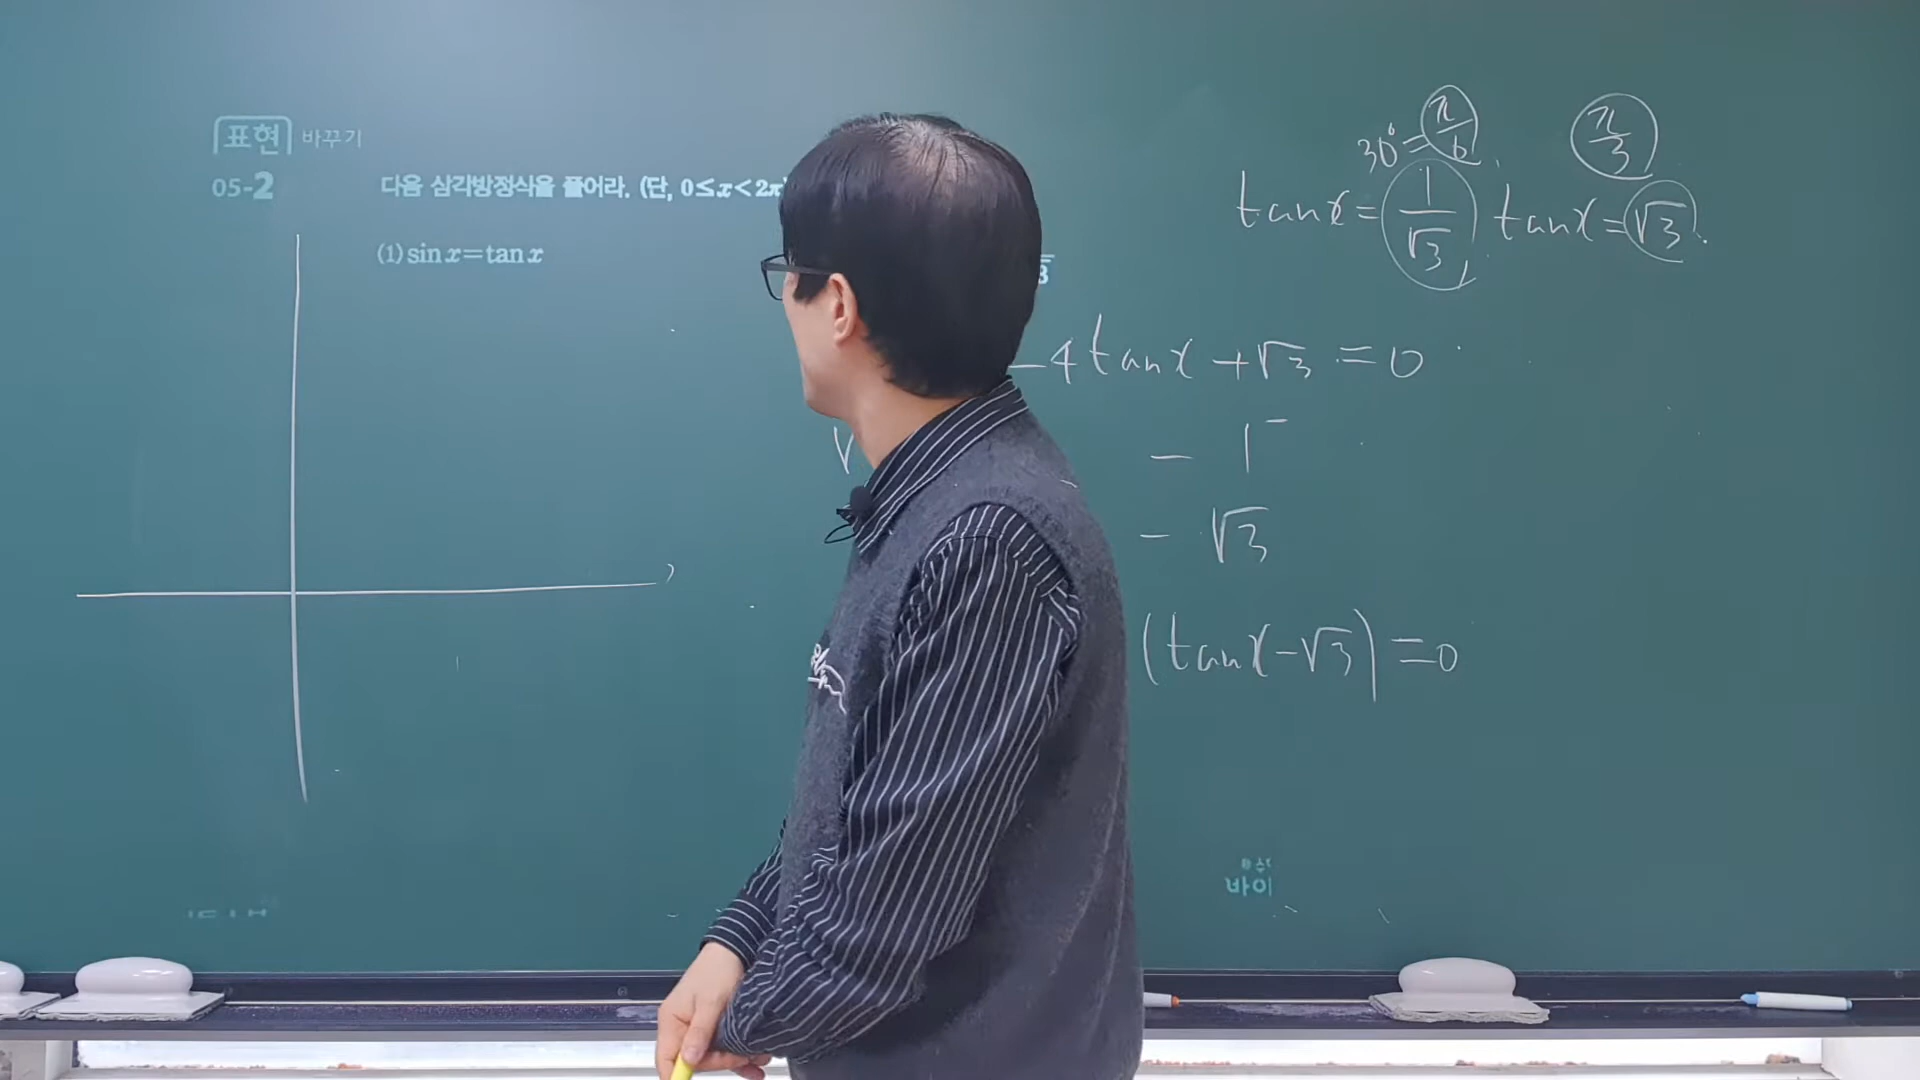 표현 바꾸기
05-2 다음 삼각방정식을 풀어라. (단, 0≤x<2π
(1) sin x=tan x
30°=π/6
π/3
tan x=1/√3 tan x=√3.
-4tan x+√3=0
- 1
- √3
(tan x-√3)=0
바이